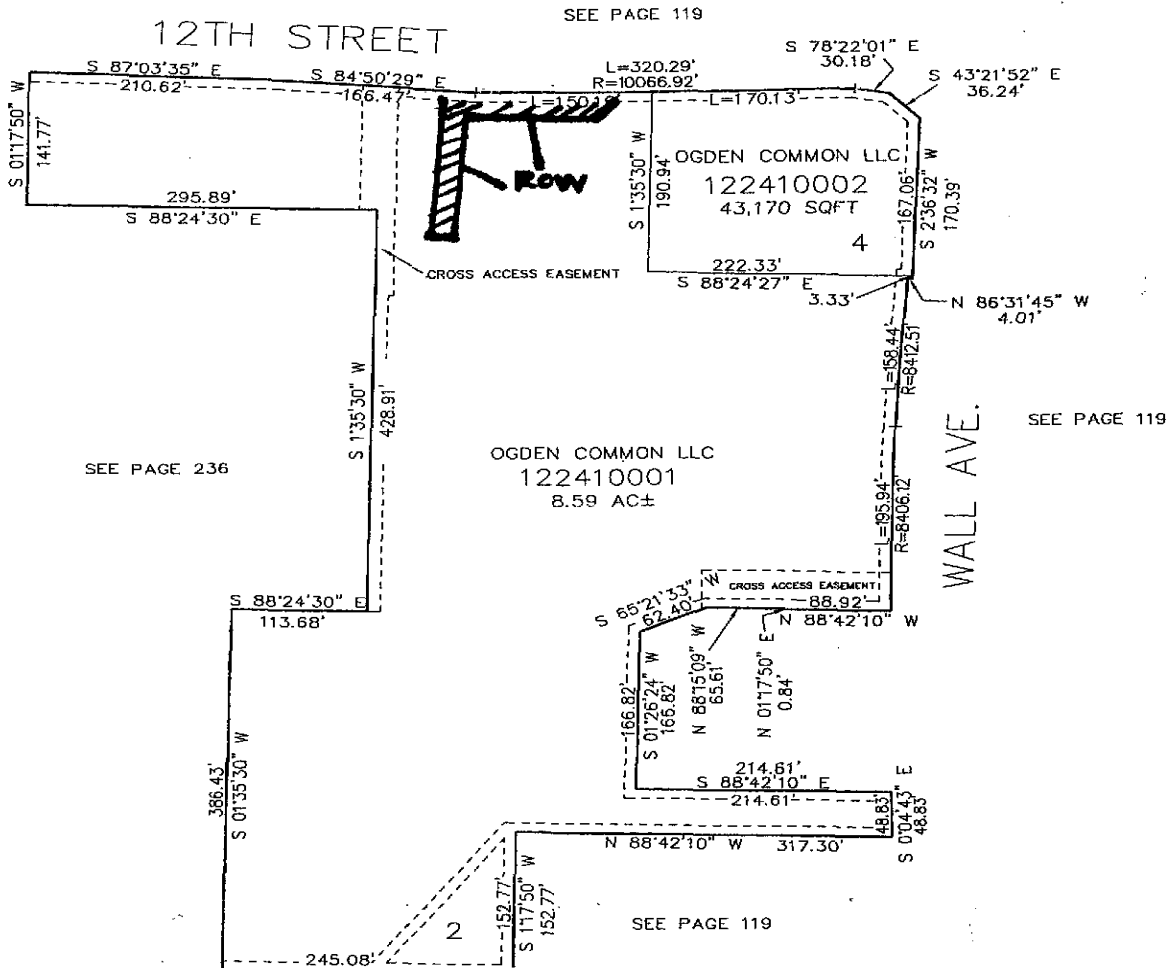 SEE PAGE 119
12TH STREET
S 78°22'01" E
30.18'
S 87°03'35" E
210.62'
S 84°50'29" E
166.47'
L=320.29'
R=10066.92'
L=170.13'
S 43°21'52" E
36.24'
S 01°17'50" W
141.77
295.89'
S 88°24'30" E
ROW
S 1°35'30" W
190.94'
OGDEN COMMON LLC
122410002
43,170 SQFT
4
167.06'
S 2°36'32" W
170.39'
CROSS ACCESS EASEMENT
222.33'
S 88°24'27" E
3.33'
N 86°31'45" W
4.01'
S 1°35'30" W
428.91'
L=158.44'
R=8412.51'
SEE PAGE 119
WALL AVE.
SEE PAGE 236
OGDEN COMMON LLC
122410001
8.59 AC±
L=195.94'
R=8406.12'
CROSS ACCESS EASEMENT
88.92'
N 88°42'10" W
S 88°24'30" E
113.68'
S 65°21'33" W
62.40'
166.82'
S 01°26'24" W
166.82
N 88°15'09" W
65.61'
N 01°17'50" E
0.84'
214.61'
S 88°42'10" E
214.61'
48.83'
S 0°04'43" E
48.83
386.43'
S 01°35'30" W
N 88°42'10" W
317.30'
152.77'
S 1°17'50" W
152.77'
2
SEE PAGE 119
245.08'